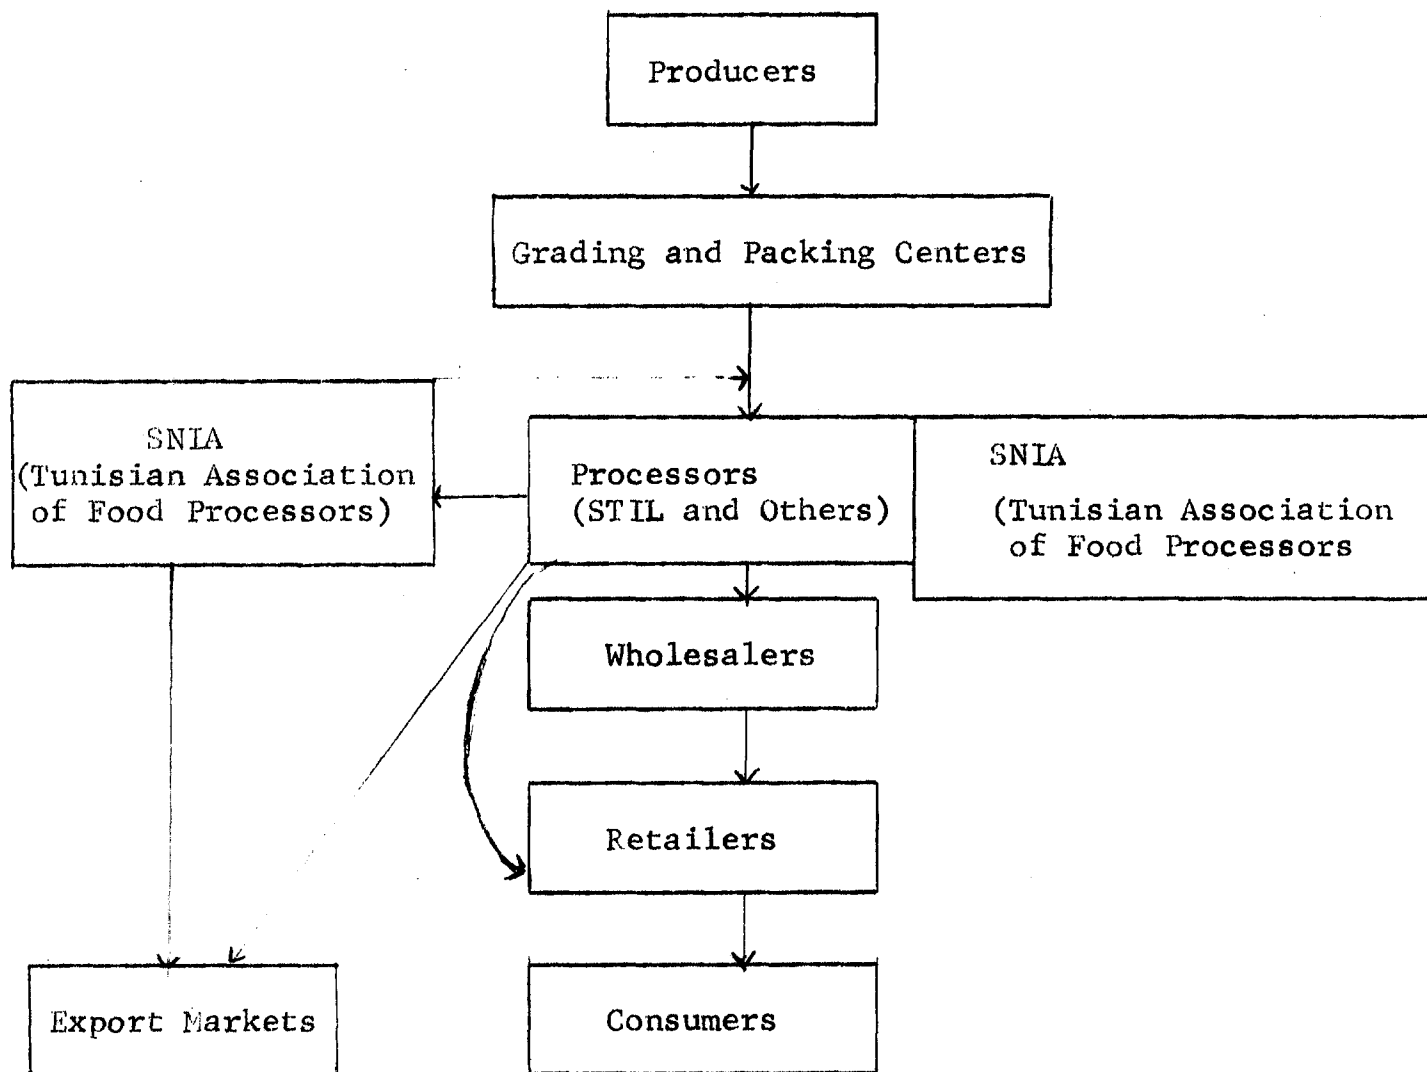 Producers
Grading and Packing Centers
SNIA
(Tunisian Association
of Food Processors)
Processors
(STIL and Others)
SNIA
(Tunisian Association
of Food Processors
Wholesalers
Retailers
Export Markets
Consumers